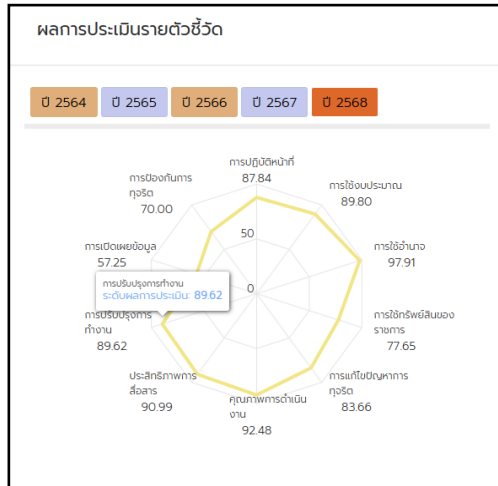 ผลการประเมินรายตัวชี้วัด
ปี 2564
ปี 2565
ปี 2566
ปี 2567
ปี 2568
การปฏิบัติหน้าที่
87.84
การใช้งบประมาณ
89.80
การใช้อำนาจ
97.91
การใช้ทรัพย์สินของ
ราชการ
77.65
การแก้ไขปัญหาการ
ทุจริต
83.66
คุณภาพการดำเนิน
งาน
92.48
ประสิทธิภาพการ
สื่อสาร
90.99
การปรับปรุงการ
ทำงาน
89.62
การเปิดเผยข้อมูล
57.25
การป้องกันการ
ทุจริต
70.00
50
0
การปรับปรุงการทำงาน
ระดับผลการประเมิน: 89.62